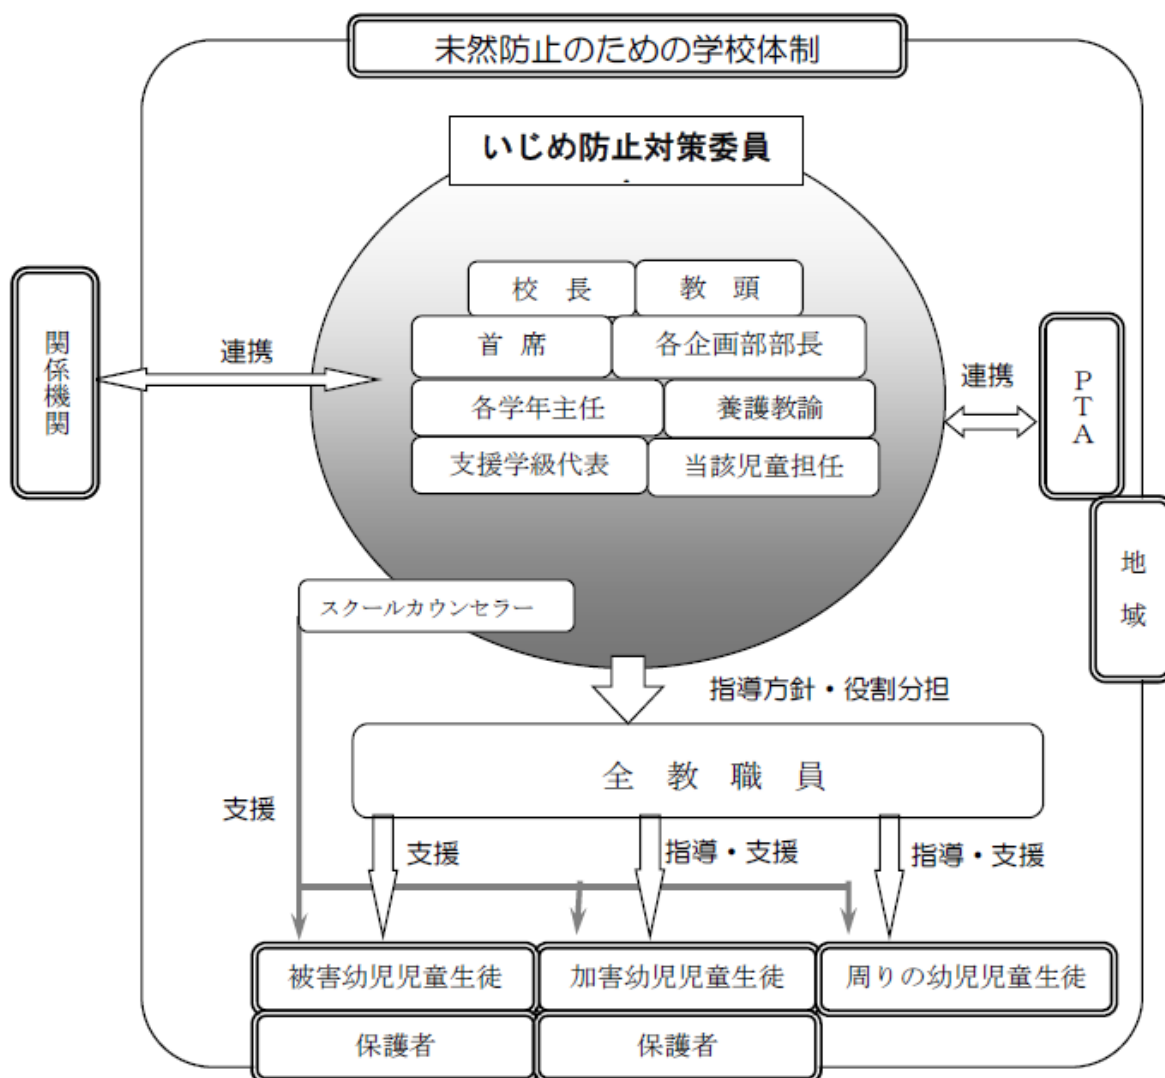 未然防止のための学校体制
いじめ防止対策委員
校 長
教 頭
首 席
各企画部部長
各学年主任
養護教諭
支援学級代表
当該児童担任
関係機関
連携
連携
PTA
地域
スクールカウンセラー
指導方針・役割分担
全 教 職 員
支援
支援
指導・支援
指導・支援
被害幼児児童生徒
加害幼児児童生徒
周りの幼児児童生徒
保護者
保護者